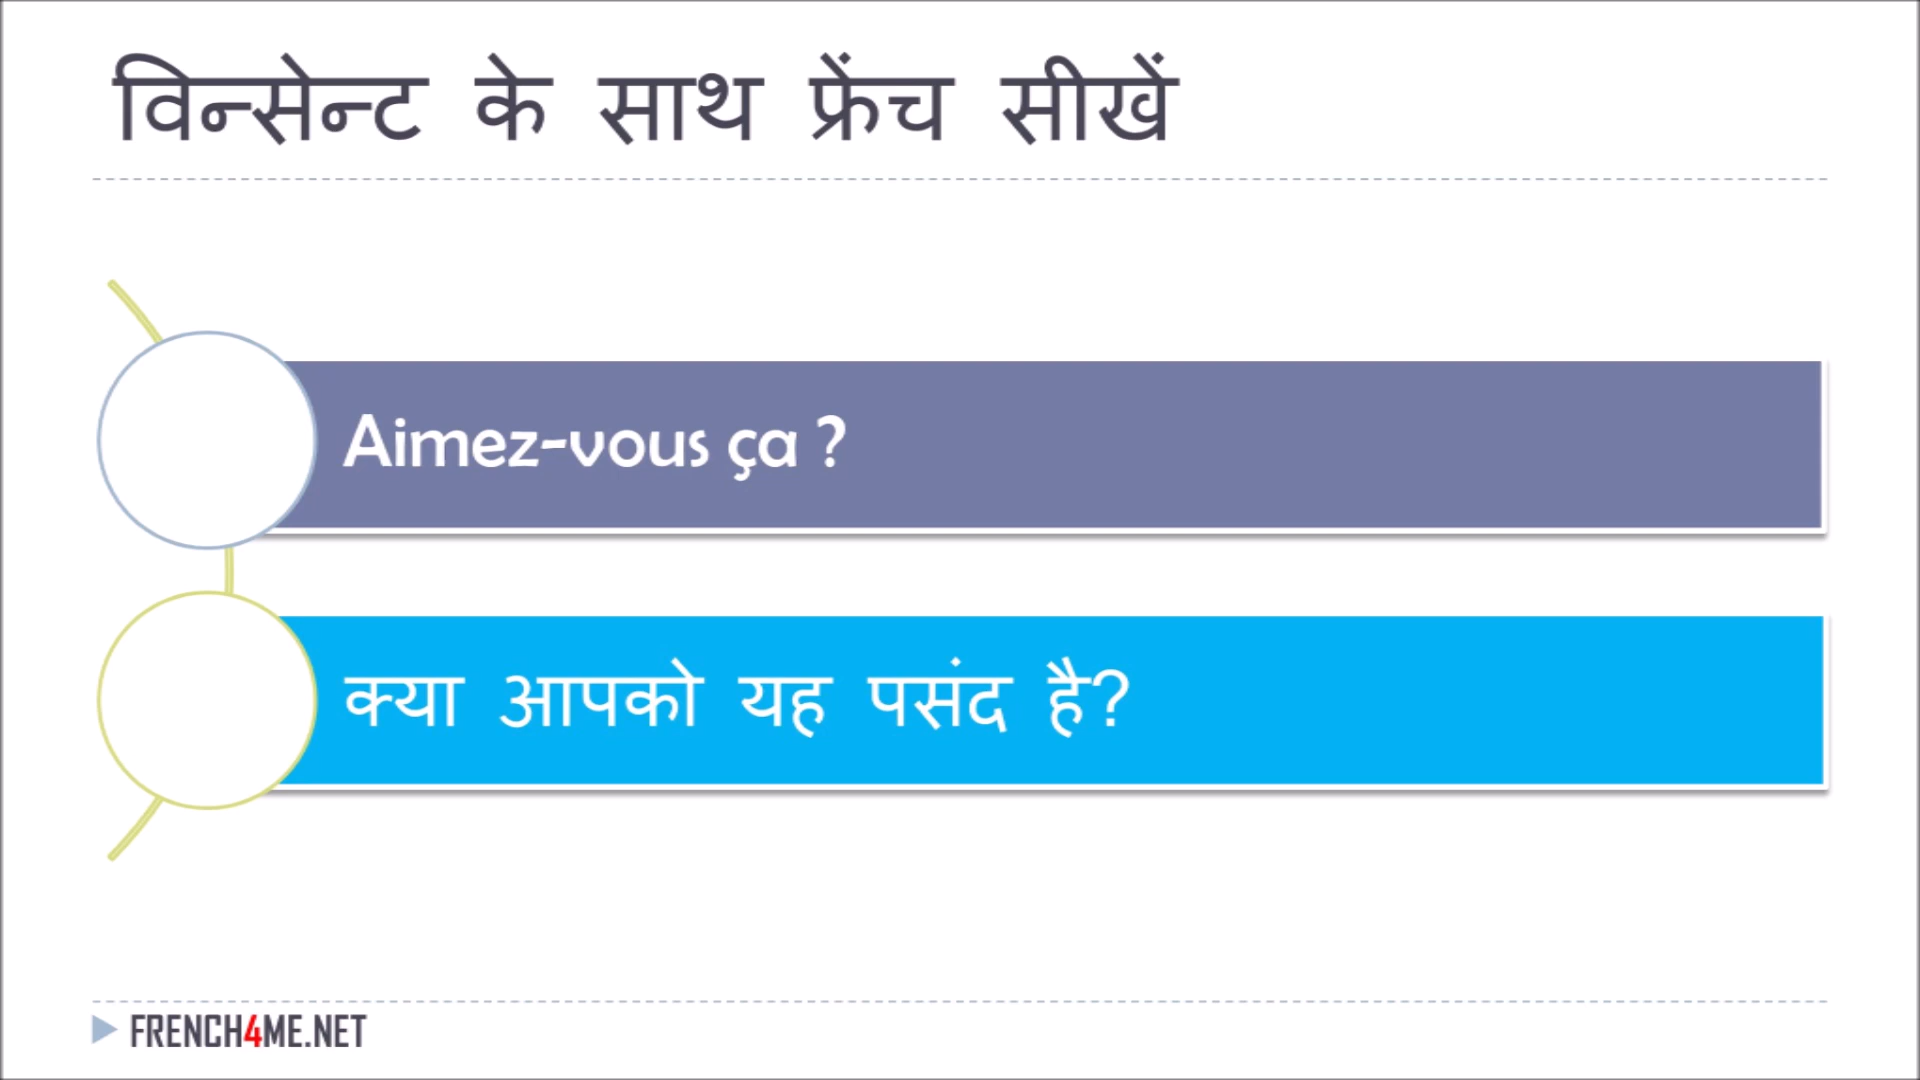 विन्सेन्ट के साथ फ्रेंच सीखें
Aimez-vous ça ?
क्या आपको यह पसंद है?
FRENCH4ME.NET